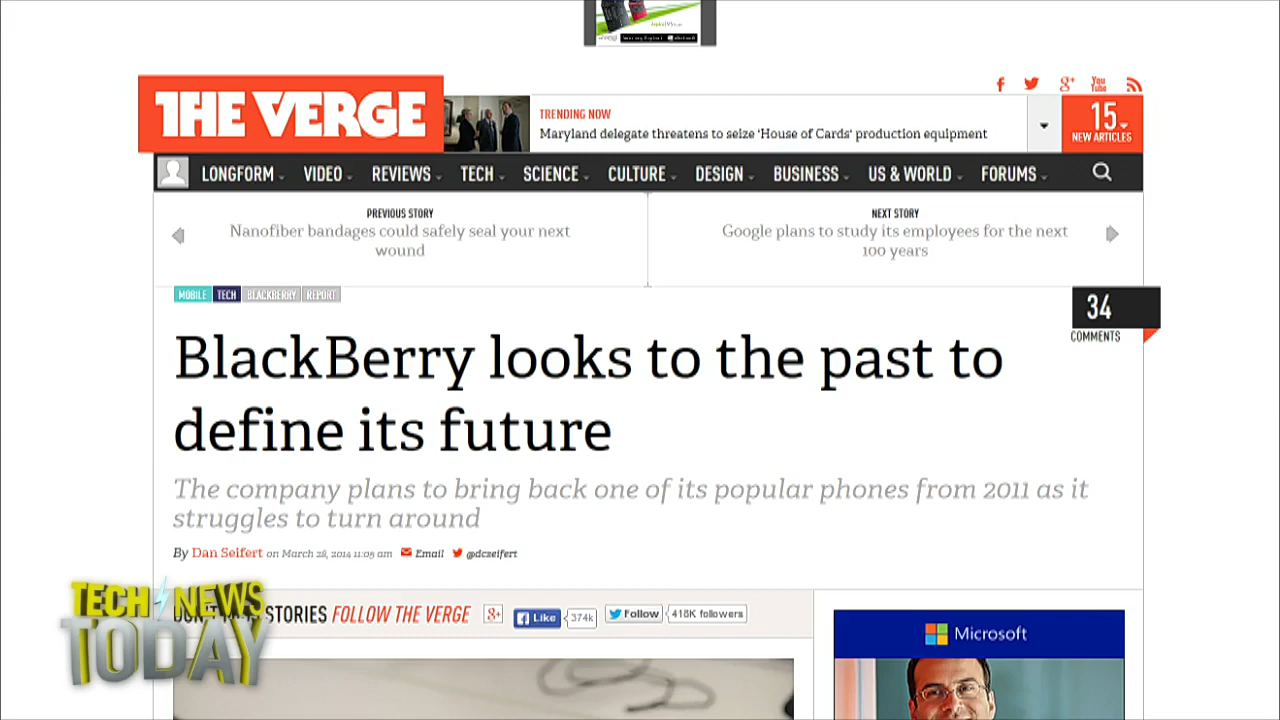 THE VERGE
TRENDING NOW
Maryland delegate threatens to seize 'House of Cards' production equipment
15
NEW ARTICLES
You
Tube
LONGFORM VIDEO REVIEWS TECH SCIENCE CULTURE DESIGN BUSINESS US & WORLD FORUMS
PREVIOUS STORY
Nanofiber bandages could safely seal your next
wound
NEXT STORY
Google plans to study its employees for the next
100 years
MOBILE TECH BLACKBERRY REPORT
34
COMMENTS
BlackBerry looks to the past to
define its future
The company plans to bring back one of its popular phones from 2011 as it
struggles to turn around
By Dan Seifert on March 28, 2014 11:05 am Email @dcseifert
STORIES FOLLOW THE VERGE
Like 374k
Follow 418K followers
TECH NEWS
TODAY
Microsoft